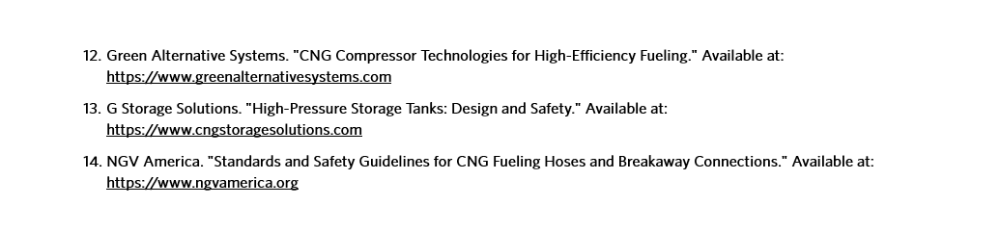 12. Green Alternative Systems. "CNG Compressor Technologies for High-Efficiency Fueling." Available at:
https://www.greenalternativesystems.com
13. G Storage Solutions. "High-Pressure Storage Tanks: Design and Safety." Available at:
https://www.cngstoragesolutions.com
14. NGV America. "Standards and Safety Guidelines for CNG Fueling Hoses and Breakaway Connections." Available at:
https://www.ngvamerica.org